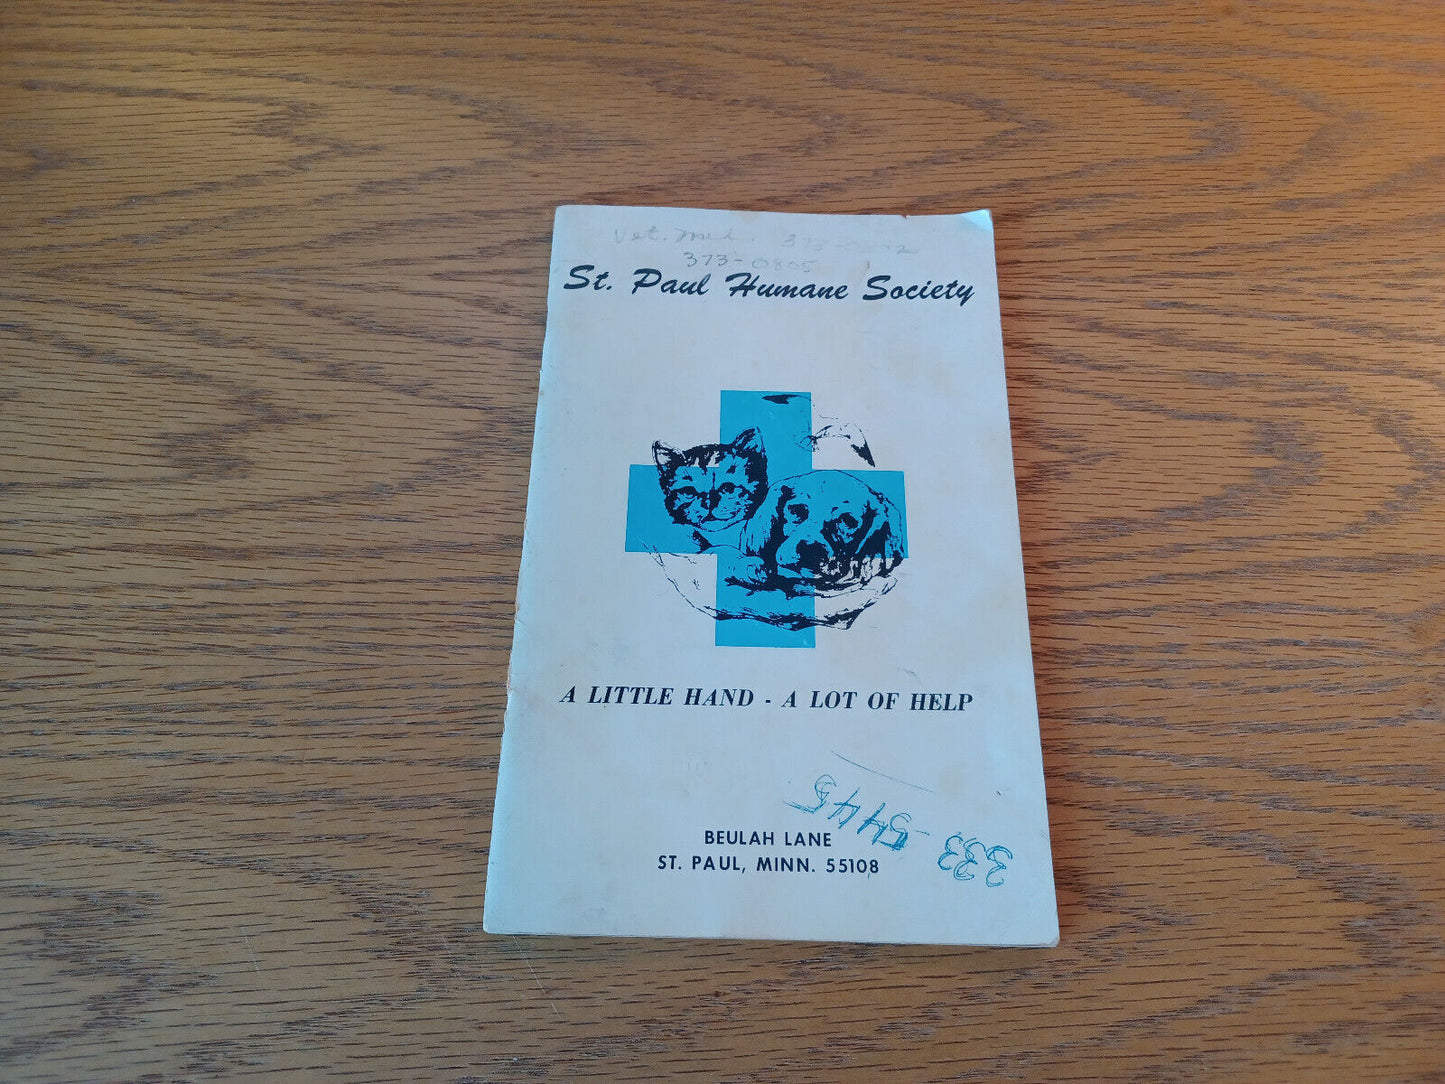 Vet. Med.
373-0805
St. Paul Humane Society
A LITTLE HAND - A LOT OF HELP
333-5445
BEULAH LANE
ST. PAUL, MINN. 55108